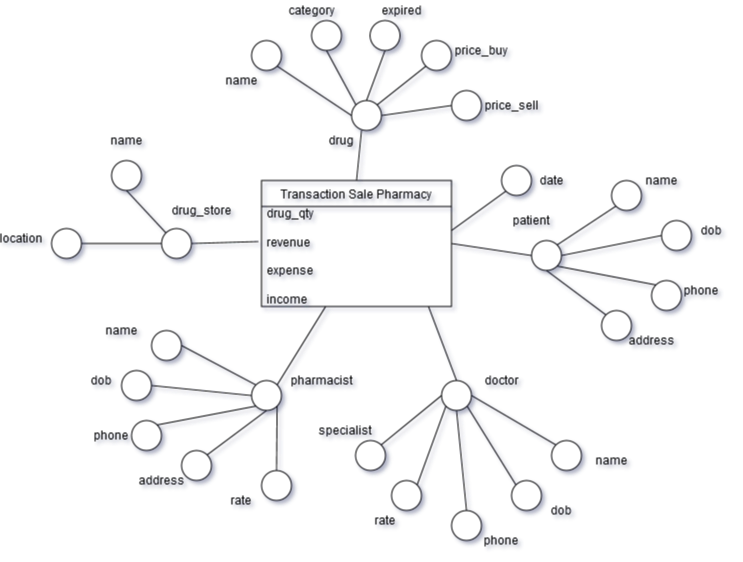 category
expired
name
price_buy
price_sell
drug
name
drug_store
location
Transaction Sale Pharmacy
drug_qty
revenue
expense
income
date
patient
name
dob
phone
address
name
dob
phone
address
rate
pharmacist
doctor
specialist
rate
phone
dob
name